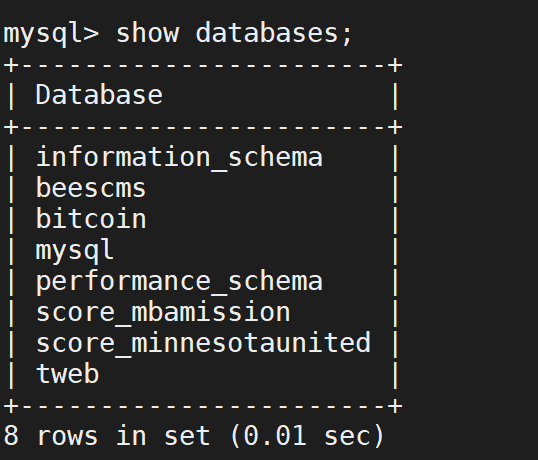 mysql> show databases;
+-----------------------+
| Database              |
+-----------------------+
| information_schema    |
| beescms               |
| bitcoin               |
| mysql                 |
| performance_schema    |
| score_mbamission      |
| score_minnesotaunited |
| tweb                  |
+-----------------------+
8 rows in set (0.01 sec)